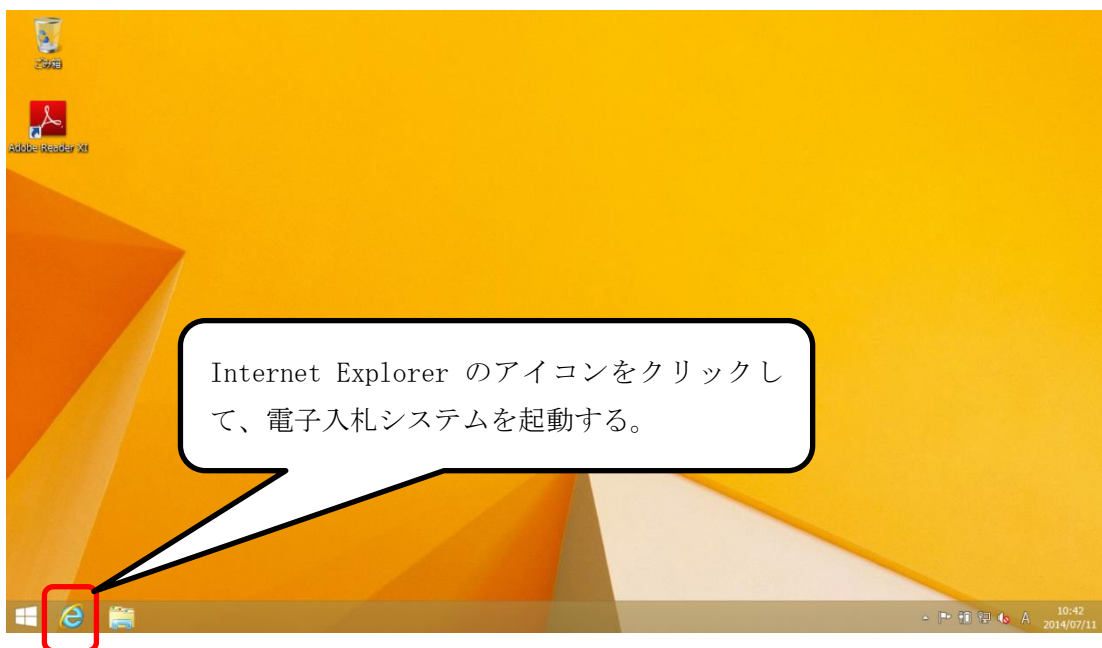 ごみ箱
Adobe Reader XI
Internet Explorer のアイコンをクリックし
て、電子入札システムを起動する。
A
10:42
2014/07/11